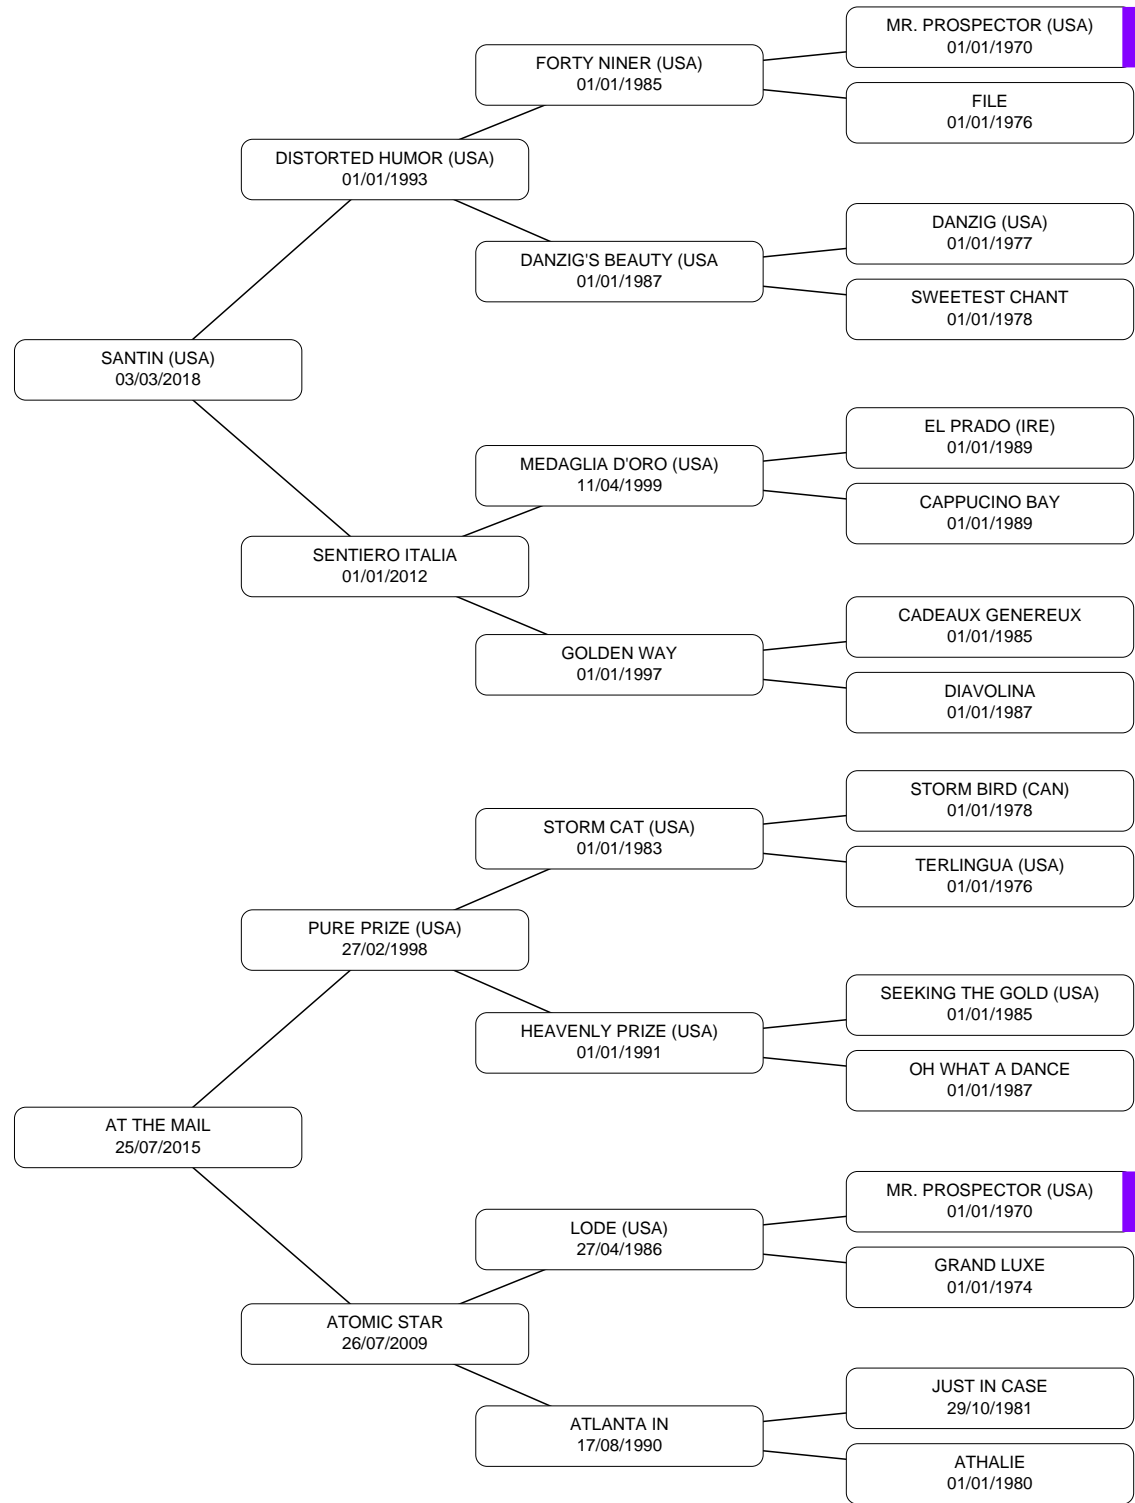 MR. PROSPECTOR (USA)
01/01/1970
FORTY NINER (USA)
01/01/1985
FILE
01/01/1976
DISTORTED HUMOR (USA)
01/01/1993
DANZIG (USA)
01/01/1977
DANZIG'S BEAUTY (USA
01/01/1987
SWEETEST CHANT
01/01/1978
SANTIN (USA)
03/03/2018
EL PRADO (IRE)
01/01/1989
MEDAGLIA D'ORO (USA)
11/04/1999
CAPPUCINO BAY
01/01/1989
SENTIERO ITALIA
01/01/2012
CADEAUX GENEREUX
01/01/1985
GOLDEN WAY
01/01/1997
DIAVOLINA
01/01/1987
STORM BIRD (CAN)
01/01/1978
STORM CAT (USA)
01/01/1983
TERLINGUA (USA)
01/01/1976
PURE PRIZE (USA)
27/02/1998
SEEKING THE GOLD (USA)
01/01/1985
HEAVENLY PRIZE (USA)
01/01/1991
OH WHAT A DANCE
01/01/1987
AT THE MAIL
25/07/2015
MR. PROSPECTOR (USA)
01/01/1970
LODE (USA)
27/04/1986
GRAND LUXE
01/01/1974
ATOMIC STAR
26/07/2009
JUST IN CASE
29/10/1981
ATLANTA IN
17/08/1990
ATHALIE
01/01/1980